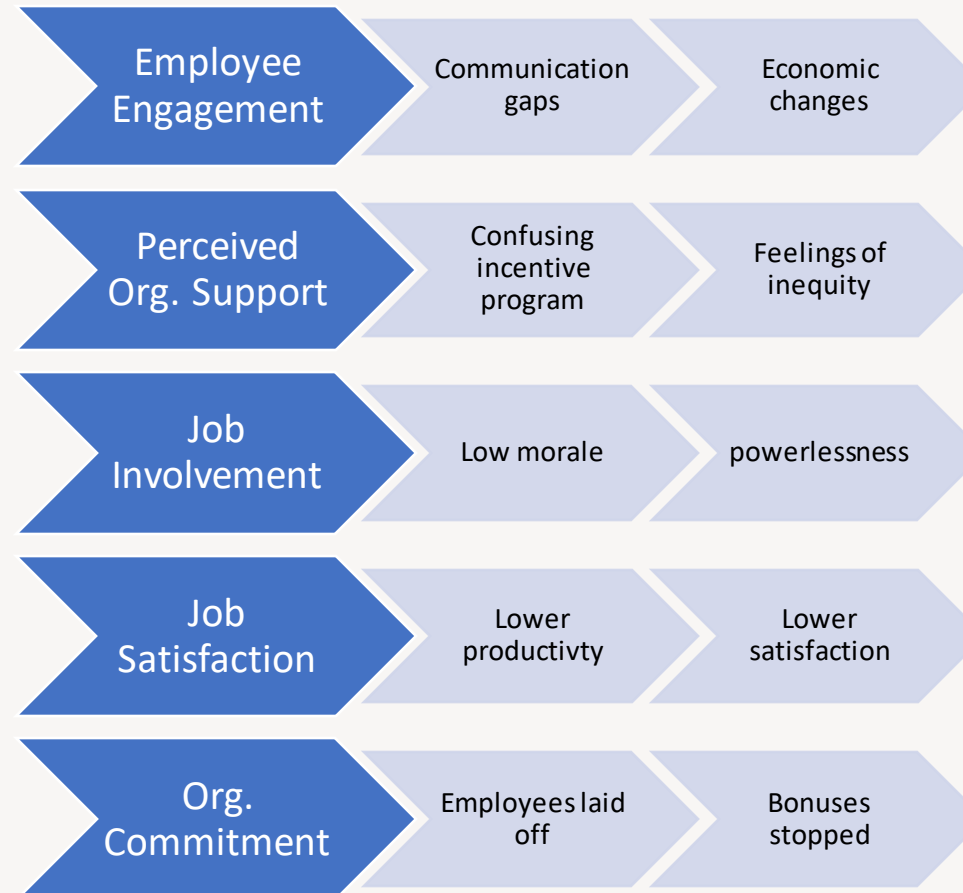 Employee
Engagement
Communication
gaps
Economic
changes
Perceived
Org. Support
Confusing
incentive
program
Feelings of
inequity
Job
Involvement
Low morale
powerlessness
Job
Satisfaction
Lower
productivty
Lower
satisfaction
Org.
Commitment
Employees laid
off
Bonuses
stopped